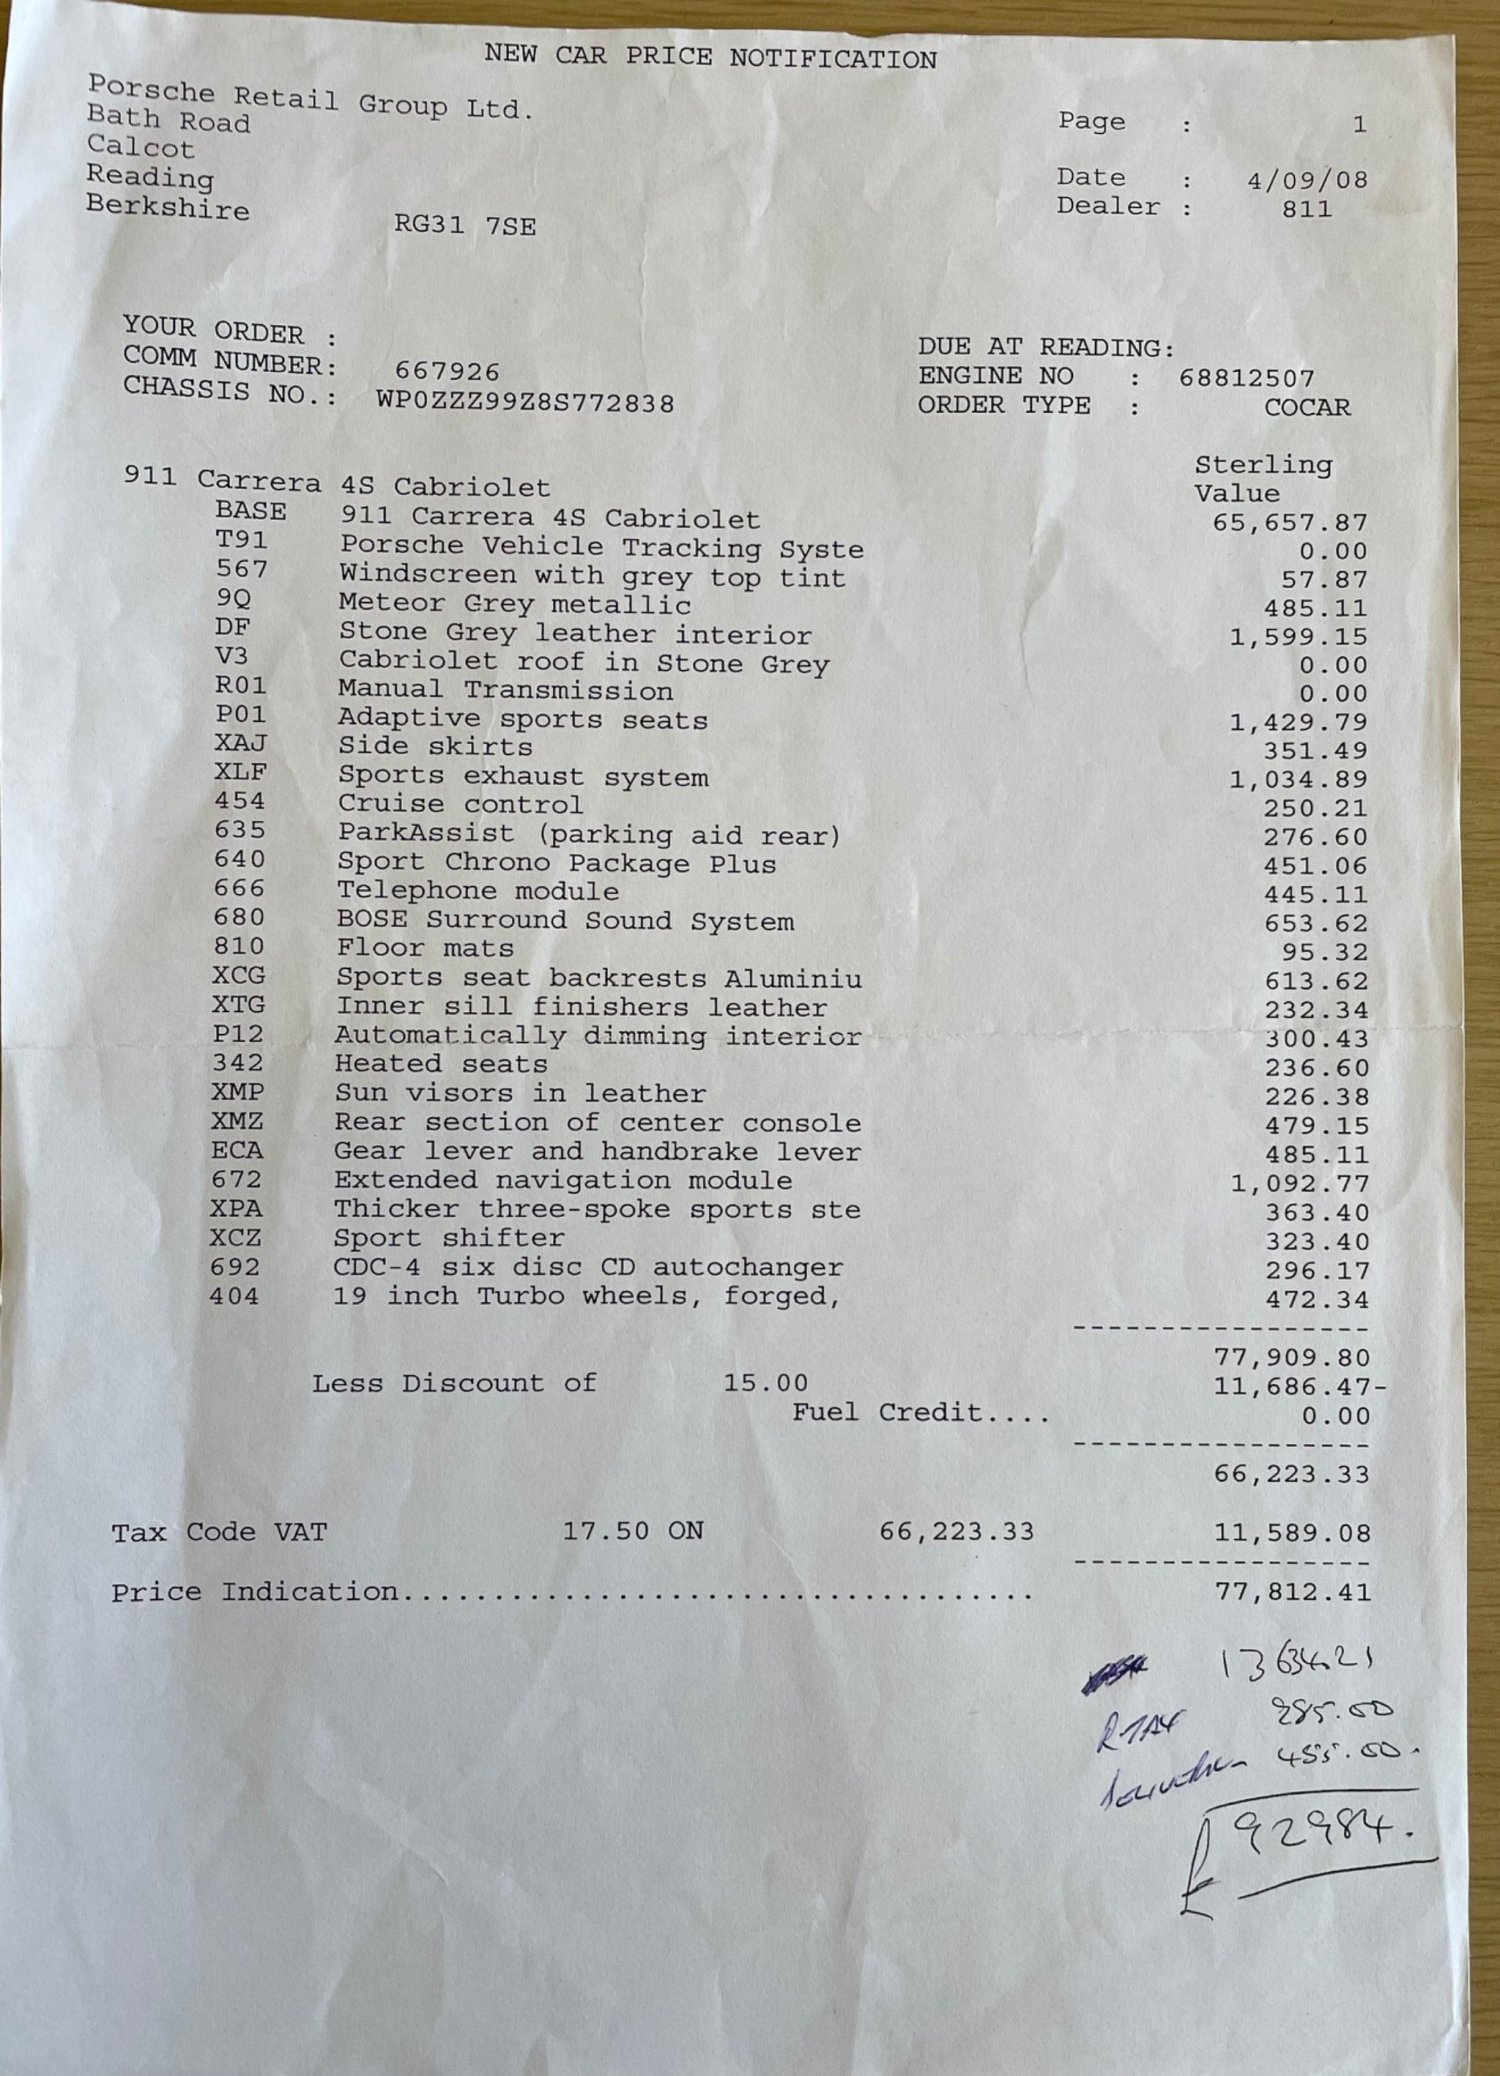 NEW CAR PRICE NOTIFICATION
Porsche Retail Group Ltd.
Bath Road
Calcot
Reading
Berkshire RG31 7SE
Page : 1
Date : 4/09/08
Dealer : 811
YOUR ORDER :
COMM NUMBER: 667926
CHASSIS NO.: WP0ZZZ99Z8S772838
DUE AT READING:
ENGINE NO : 68812507
ORDER TYPE : COCAR
Sterling
Value
911 Carrera 4S Cabriolet
BASE 911 Carrera 4S Cabriolet 65,657.87
T91 Porsche Vehicle Tracking Syste 0.00
567 Windscreen with grey top tint 57.87
9Q Meteor Grey metallic 485.11
DF Stone Grey leather interior 1,599.15
V3 Cabriolet roof in Stone Grey 0.00
R01 Manual Transmission 0.00
P01 Adaptive sports seats 1,429.79
XAJ Side skirts 351.49
XLF Sports exhaust system 1,034.89
454 Cruise control 250.21
635 ParkAssist (parking aid rear) 276.60
640 Sport Chrono Package Plus 451.06
666 Telephone module 445.11
680 BOSE Surround Sound System 653.62
810 Floor mats 95.32
XCG Sports seat backrests Aluminiu 613.62
XTG Inner sill finishers leather 232.34
P12 Automatically dimming interior 300.43
342 Heated seats 236.60
XMP Sun visors in leather 226.38
XMZ Rear section of center console 479.15
ECA Gear lever and handbrake lever 485.11
672 Extended navigation module 1,092.77
XPA Thicker three-spoke sports ste 363.40
XCZ Sport shifter 323.40
692 CDC-4 six disc CD autochanger 296.17
404 19 inch Turbo wheels, forged, 472.34
-----------------
77,909.80
Less Discount of 15.00 11,686.47-
Fuel Credit.... 0.00
-----------------
66,223.33
Tax Code VAT 17.50 ON 66,223.33 11,589.08
-----------------
Price Indication................................... 77,812.41
13634.21
R-TAX 285.00
455.00.
£92984.